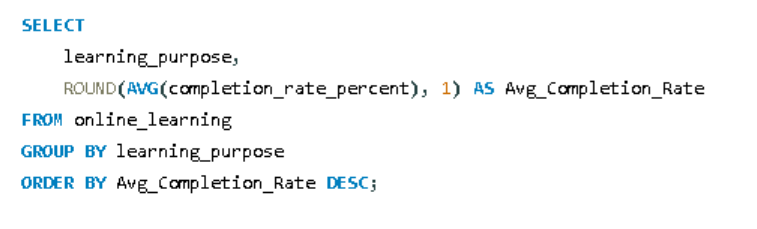 SELECT
    learning_purpose,
    ROUND(AVG(completion_rate_percent), 1) AS Avg_Completion_Rate
FROM online_learning
GROUP BY learning_purpose
ORDER BY Avg_Completion_Rate DESC;